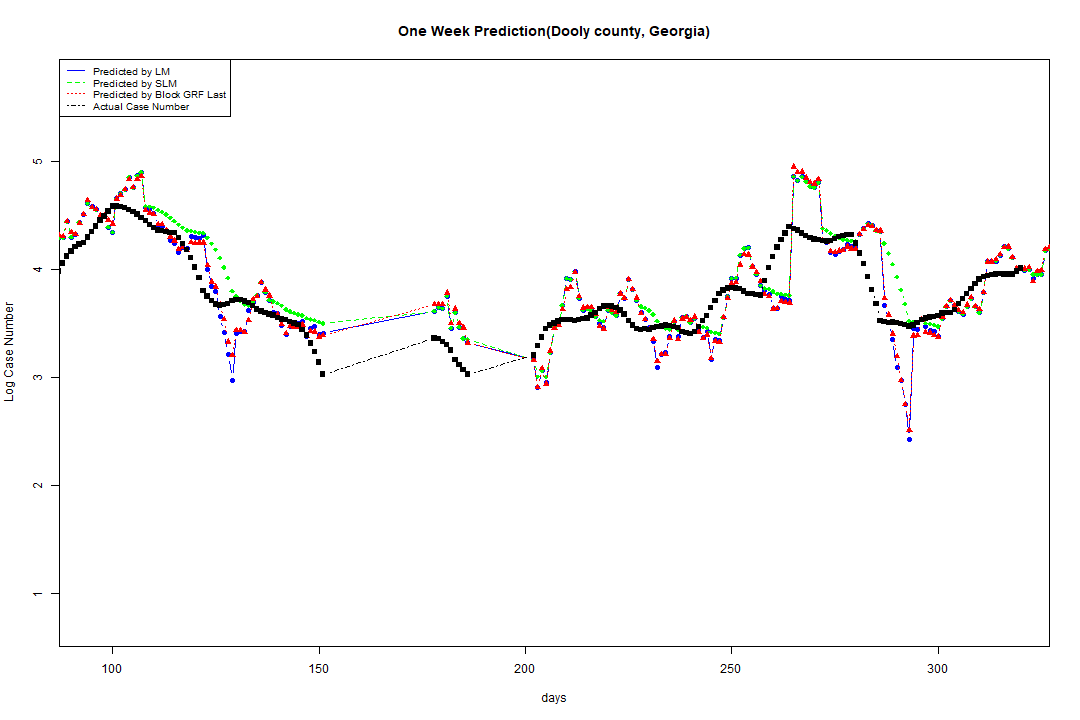 One Week Prediction(Dooly county, Georgia)
Predicted by LM
Predicted by SLM
Predicted by Block GRF Last
Actual Case Number
5
4
3
2
1
Log Case Number
100 150 200 250 300
days